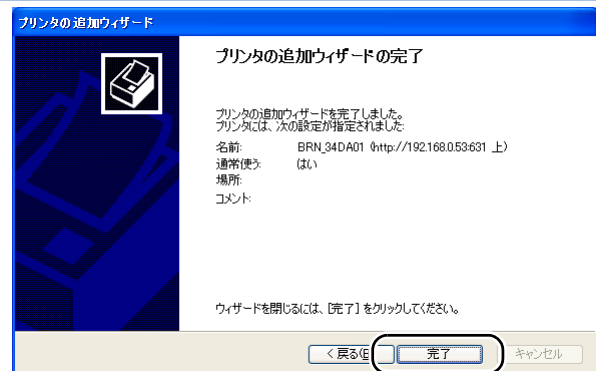 プリンタの追加ウィザード
プリンタの追加ウィザードの完了
プリンタの追加ウィザードを完了しました。
プリンタには、次の設定が指定されました:
名前: BRN_34DA01 (http://192.168.0.53:631 上)
通常使う: はい
場所:
コメント:
ウィザードを閉じるには、[完了] をクリックしてください。
< 戻る(B 完了 キャンセル